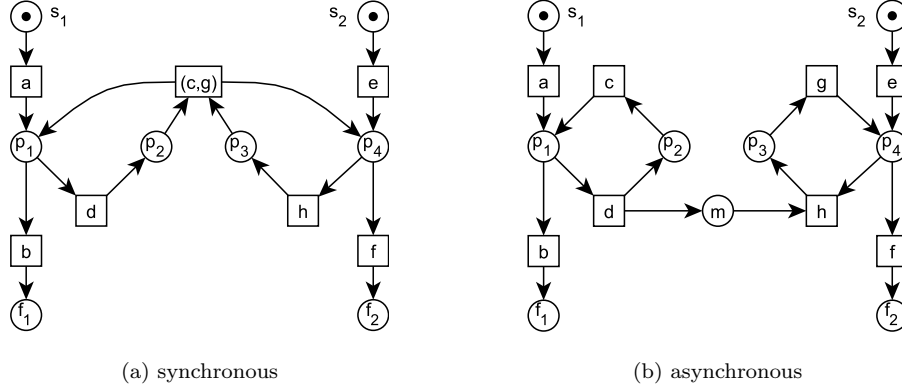 s1 s2 s1 s2
a (c,g) e a c g e
p1 p2 p3 p4 p1 p2 p3 p4
d h d m h
b f b f
f1 f2 f1 f2
(a) synchronous (b) asynchronous